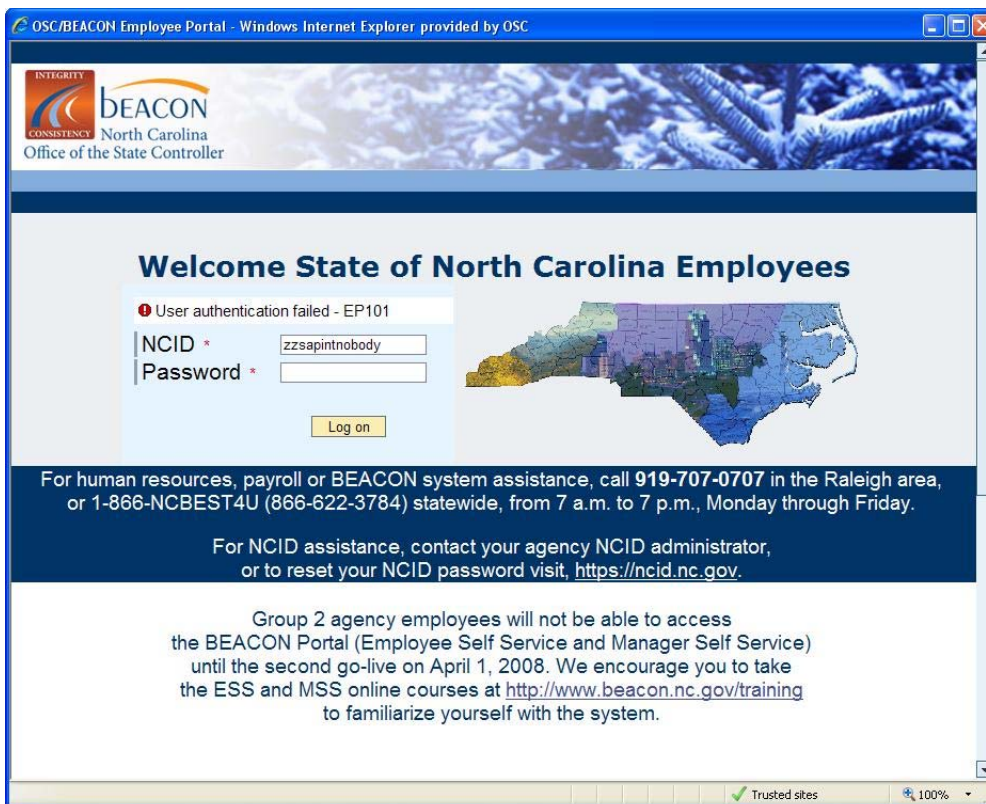 OSC/BEACON Employee Portal - Windows Internet Explorer provided by OSC
INTEGRITY
CONSISTENCY
bEACON
North Carolina
Office of the State Controller
Welcome State of North Carolina Employees
User authentication failed - EP101
NCID * zzsapintnobody
Password *
Log on
For human resources, payroll or BEACON system assistance, call 919-707-0707 in the Raleigh area,
or 1-866-NCBEST4U (866-622-3784) statewide, from 7 a.m. to 7 p.m., Monday through Friday.
For NCID assistance, contact your agency NCID administrator,
or to reset your NCID password visit, https://ncid.nc.gov.
Group 2 agency employees will not be able to access
the BEACON Portal (Employee Self Service and Manager Self Service)
until the second go-live on April 1, 2008. We encourage you to take
the ESS and MSS online courses at http://www.beacon.nc.gov/training
to familiarize yourself with the system.
Trusted sites
100%